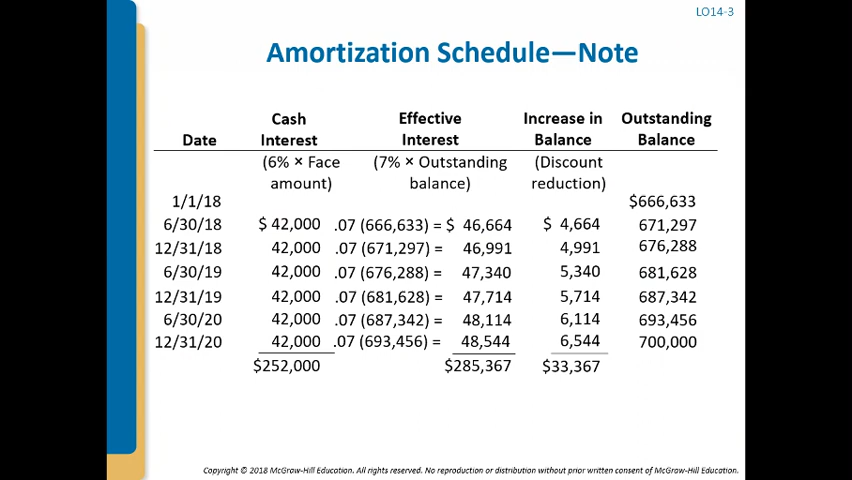 LO14-3
Amortization Schedule—Note
Date Cash Interest Effective Interest Increase in Balance Outstanding Balance
(6% × Face amount) (7% × Outstanding balance) (Discount reduction)
1/1/18 $666,633
6/30/18 $ 42,000 .07 (666,633) = $ 46,664 $ 4,664 671,297
12/31/18 42,000 .07 (671,297) = 46,991 4,991 676,288
6/30/19 42,000 .07 (676,288) = 47,340 5,340 681,628
12/31/19 42,000 .07 (681,628) = 47,714 5,714 687,342
6/30/20 42,000 .07 (687,342) = 48,114 6,114 693,456
12/31/20 42,000 .07 (693,456) = 48,544 6,544 700,000
$252,000 $285,367 $33,367
Copyright © 2018 McGraw-Hill Education. All rights reserved. No reproduction or distribution without prior written consent of McGraw-Hill Education.